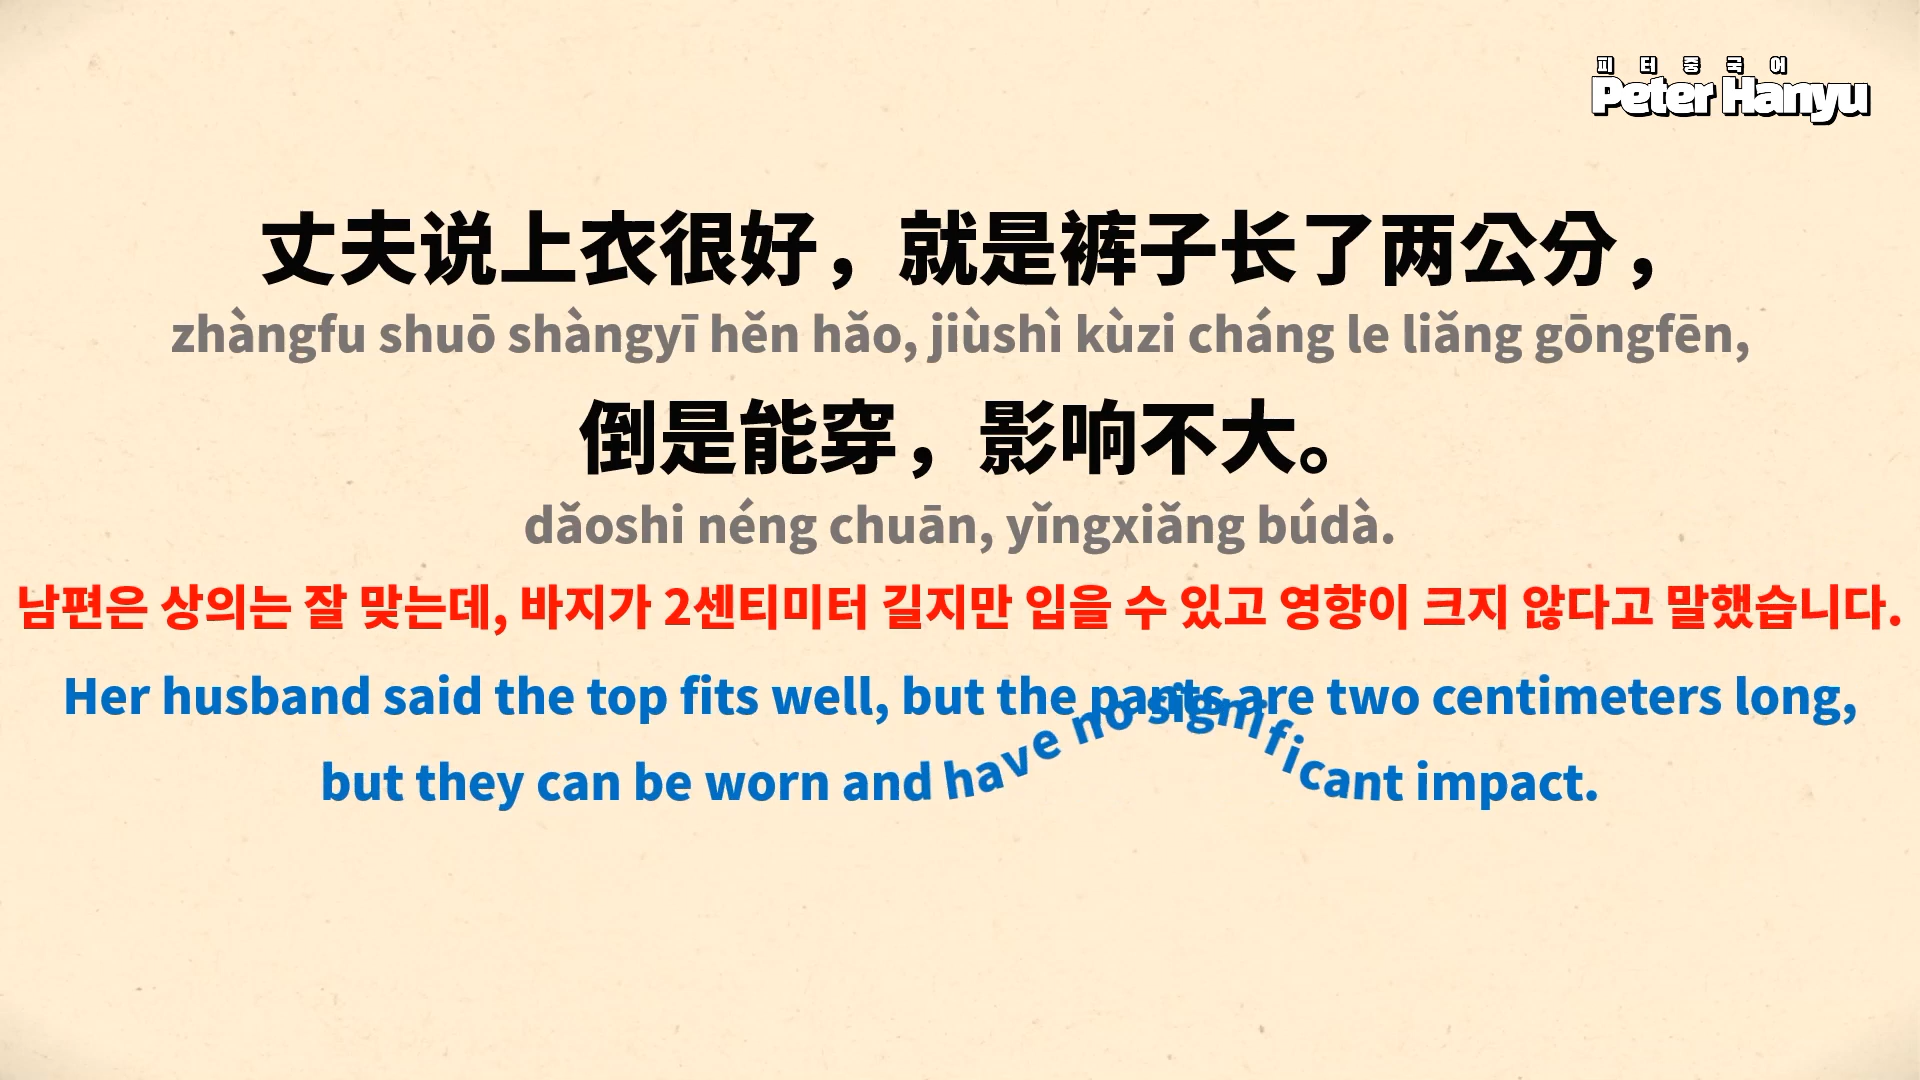 피터중국어
Peter Hanyu
丈夫说上衣很好，就是裤子长了两公分，
zhàngfu shuō shàngyī hěn hǎo, jiùshì kùzi cháng le liǎng gōngfēn,
倒是能穿，影响不大。
dǎoshi néng chuān, yǐngxiǎng búdà.
남편은 상의는 잘 맞는데, 바지가 2센티미터 길지만 입을 수 있고 영향이 크지 않다고 말했습니다.
Her husband said the top fits well, but the pants are two centimeters long,
but they can be worn and have no significant impact.